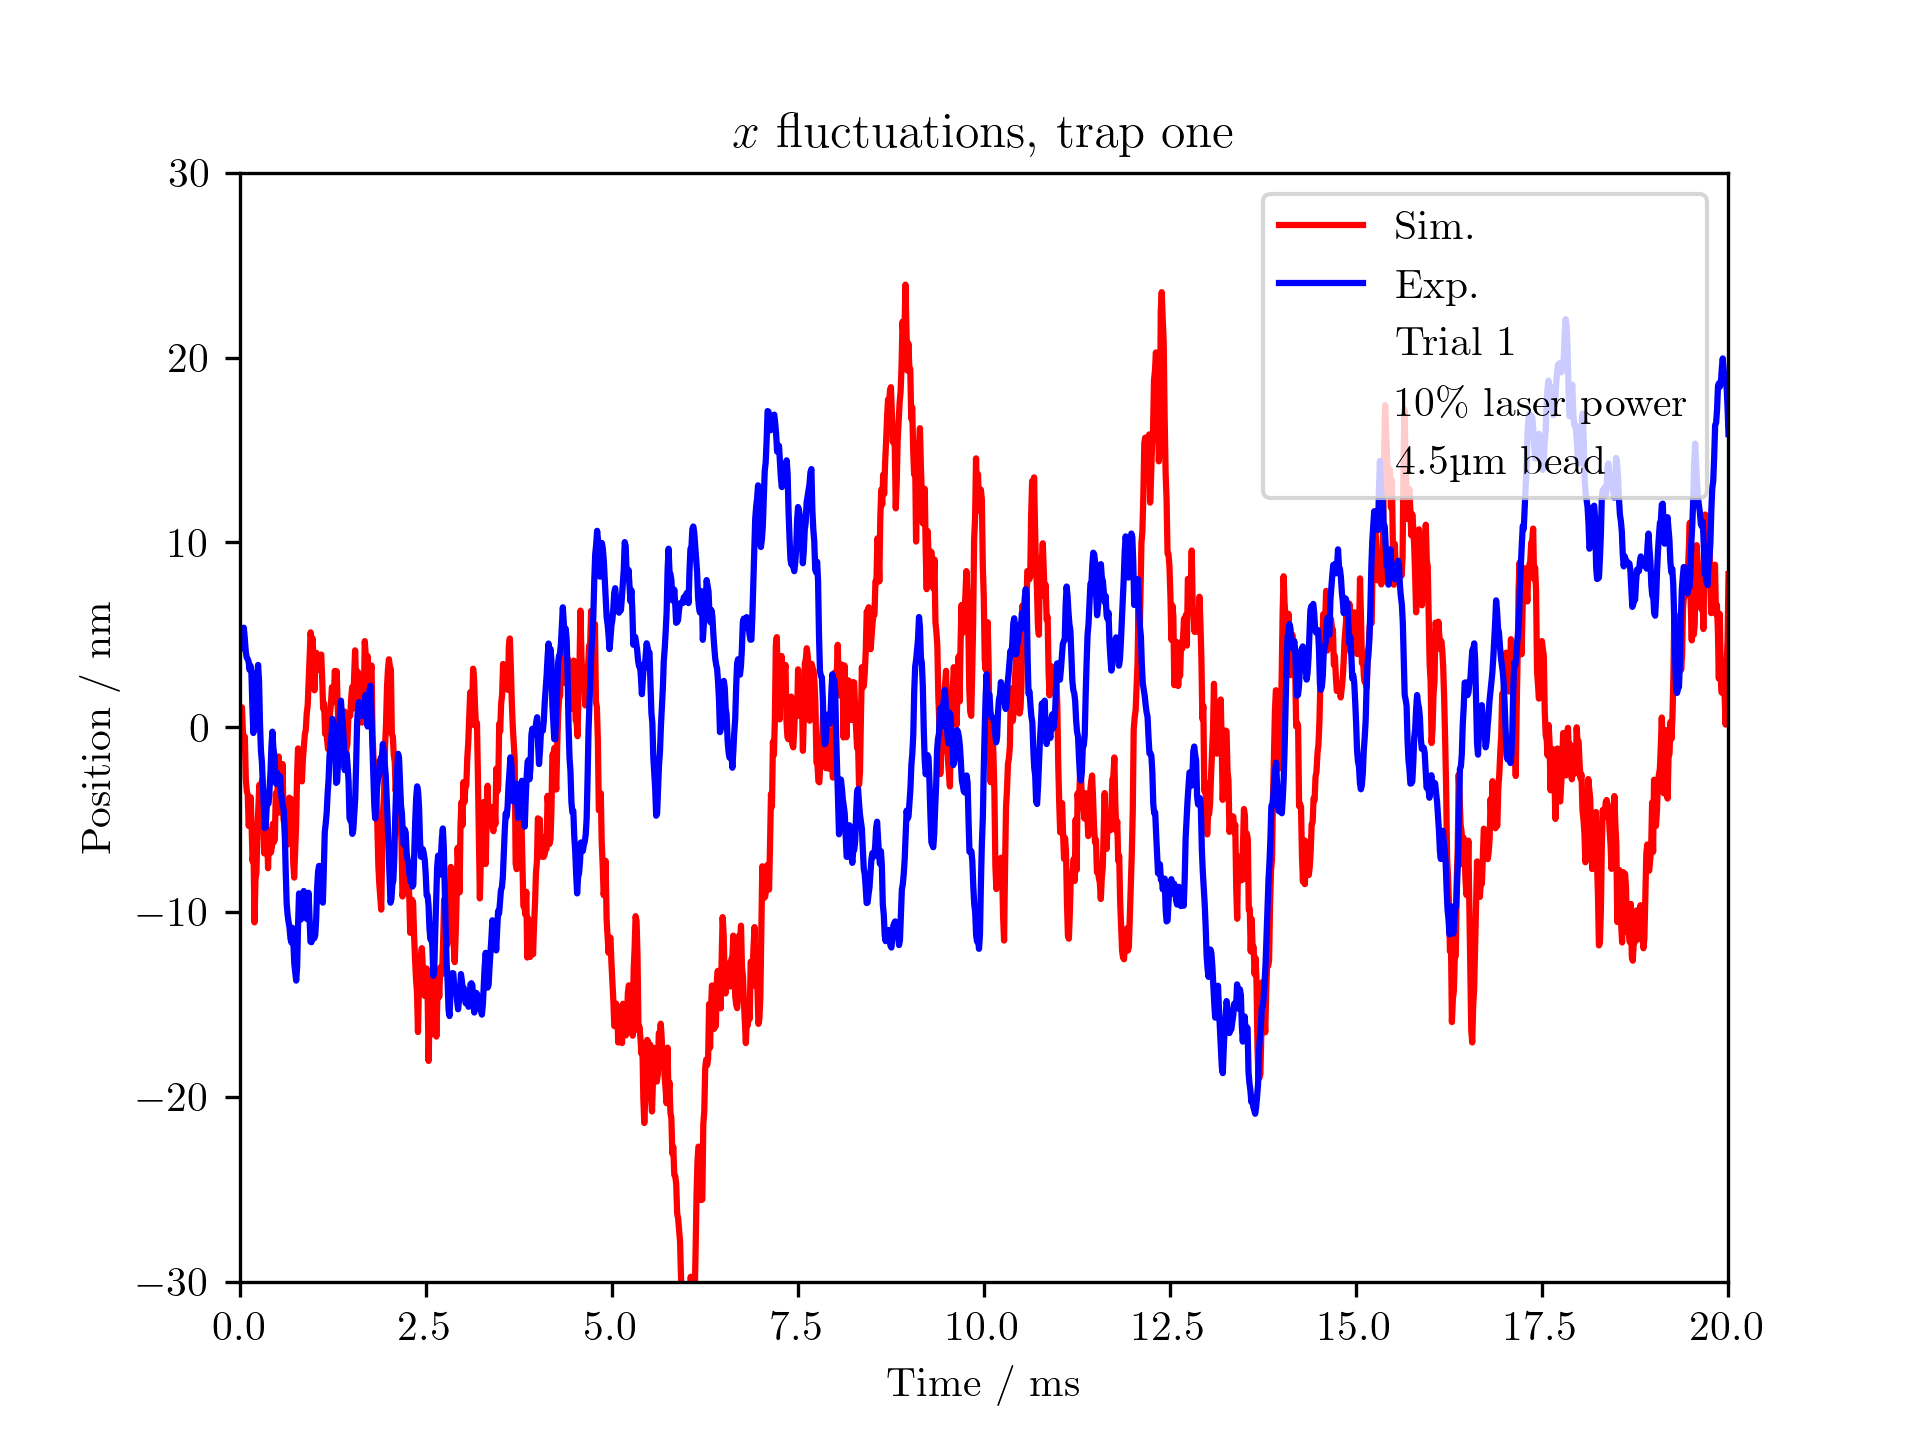 x fluctuations, trap one
30
20
10
0
−10
−20
−30
Position / nm
Sim.
Exp.
Trial 1
10% laser power
4.5µm bead
0.0 2.5 5.0 7.5 10.0 12.5 15.0 17.5 20.0
Time / ms